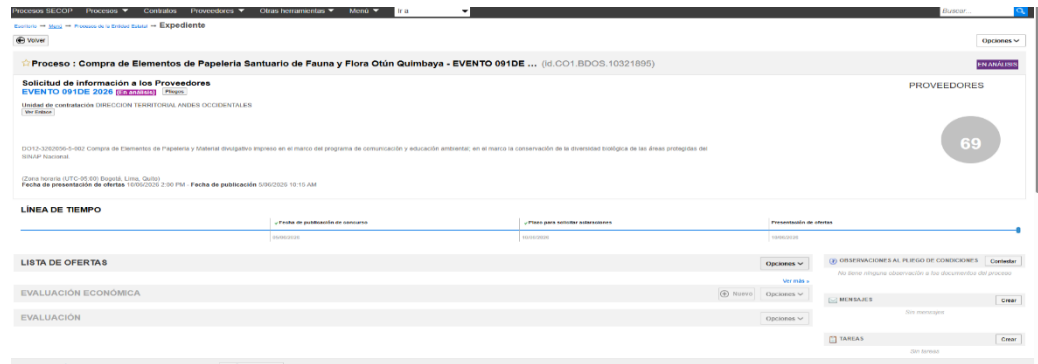 Procesos SECOP Procesos Contratos Proveedores Otras herramientas Menú Ir a Buscar...
Escritorio → Menú → Procesos de la Entidad Estatal → Expediente
Volver Opciones
Proceso : Compra de Elementos de Papeleria Santuario de Fauna y Flora Otún Quimbaya - EVENTO 091DE ... (id.CO1.BDOS.10321895) EN ANÁLISIS
Solicitud de información a los Proveedores PROVEEDORES
EVENTO 091DE 2026 (En análisis) Pliegos
Unidad de contratación DIRECCION TERRITORIAL ANDES OCCIDENTALES
Ver Enlace
69
Compra de Elementos de Papeleria y Material divulgativo impreso en el marco del programa de comunicación y educación ambiental; en el marco la conservación de la diversidad biológica de las áreas protegidas del
SINAP Nacional.
(Zona horaria (UTC-05:00) Bogotá, Lima, Quito)
Fecha de presentación de ofertas 2:00 PM - Fecha de publicación 10:15 AM
LÍNEA DE TIEMPO
Fecha de publicación de concurso Plazo para solicitar aclaraciones Presentación de ofertas
LISTA DE OFERTAS Opciones OBSERVACIONES AL PLIEGO DE CONDICIONES Contestar
No tiene ninguna observación a los documentos del proceso
Ver más »
EVALUACIÓN ECONÓMICA Nuevo Opciones MENSAJES Crear
Sin mensajes
EVALUACIÓN Opciones
TAREAS Crear
Sin tareas